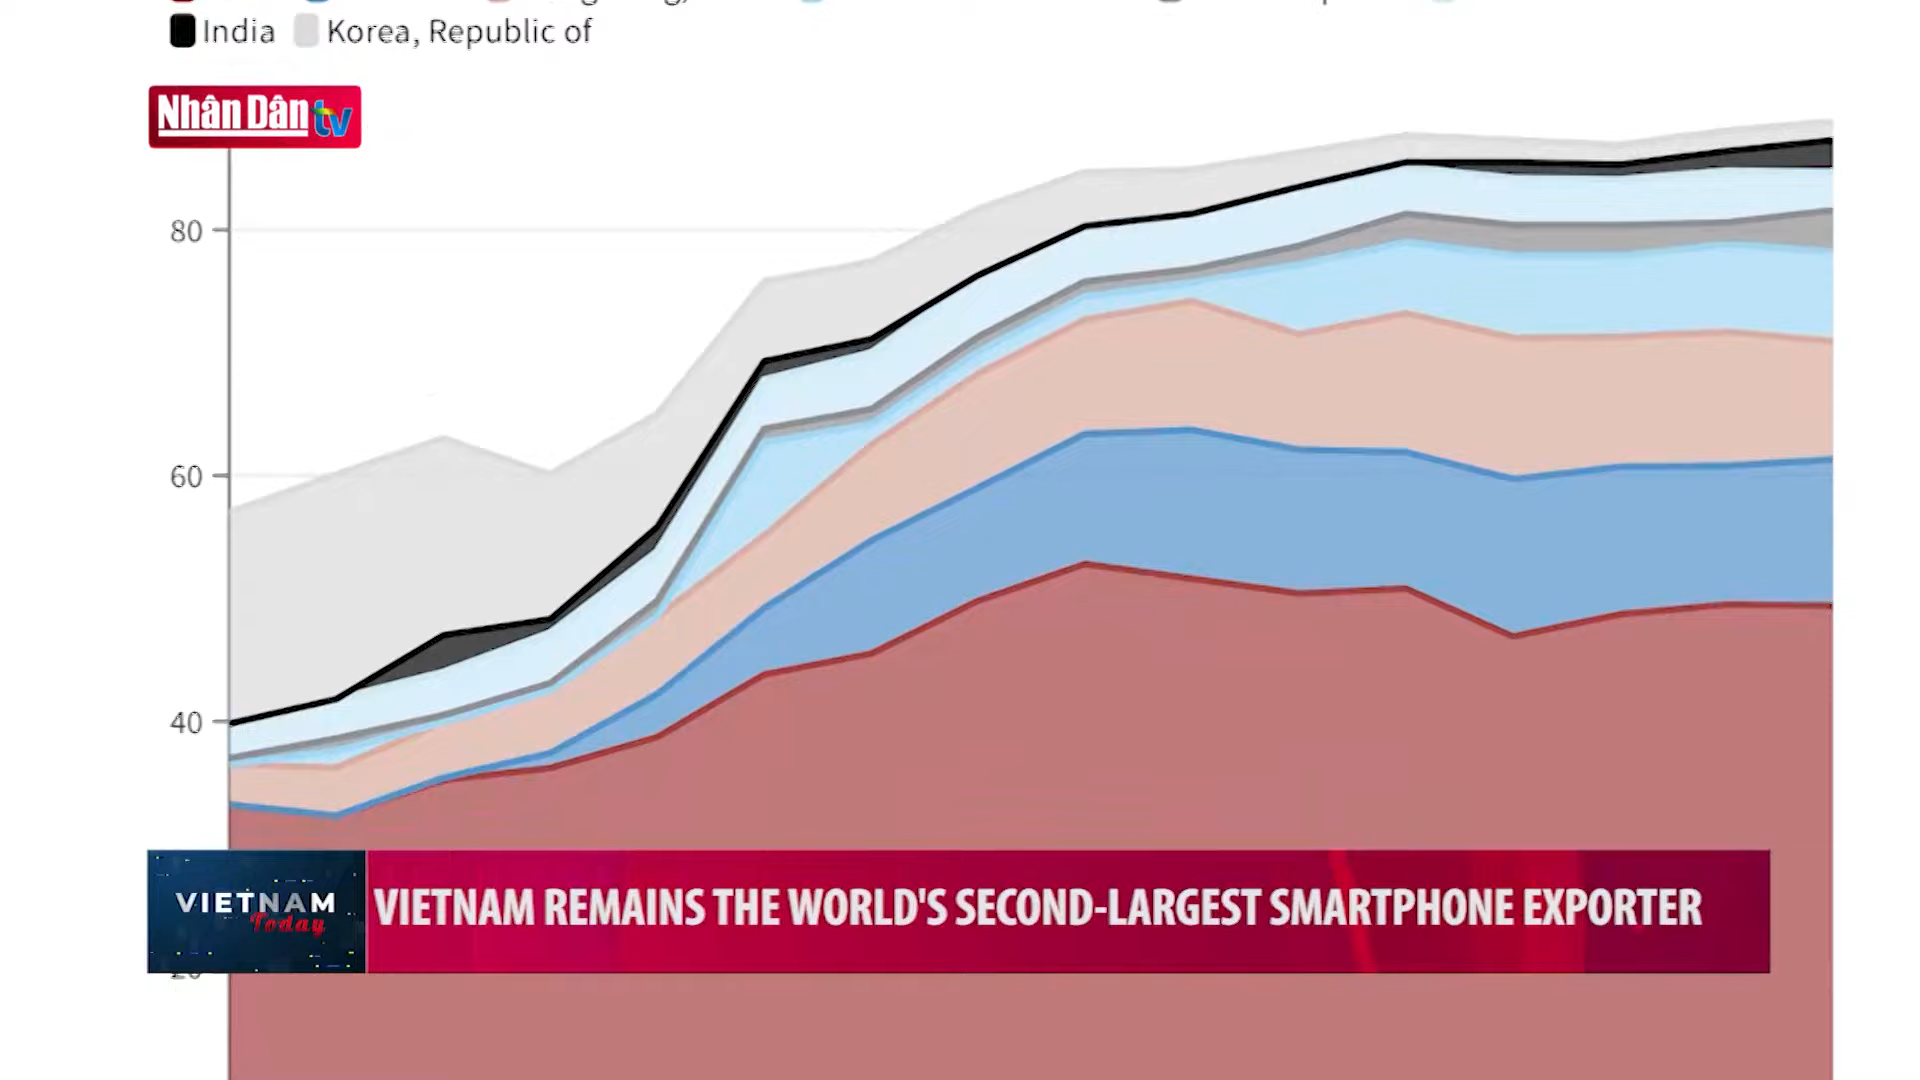 India Korea, Republic of
Nhân Dân tv
80
60
40
VIETNAM
Today
VIETNAM REMAINS THE WORLD'S SECOND-LARGEST SMARTPHONE EXPORTER